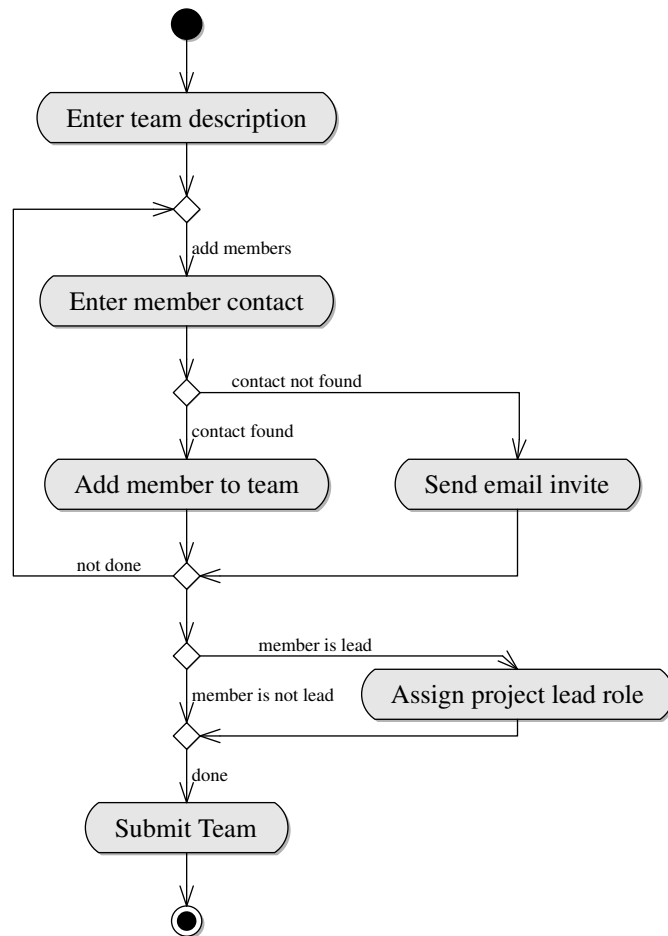 Enter team description
add members
Enter member contact
contact not found
contact found
Add member to team
Send email invite
not done
member is lead
member is not lead
Assign project lead role
done
Submit Team